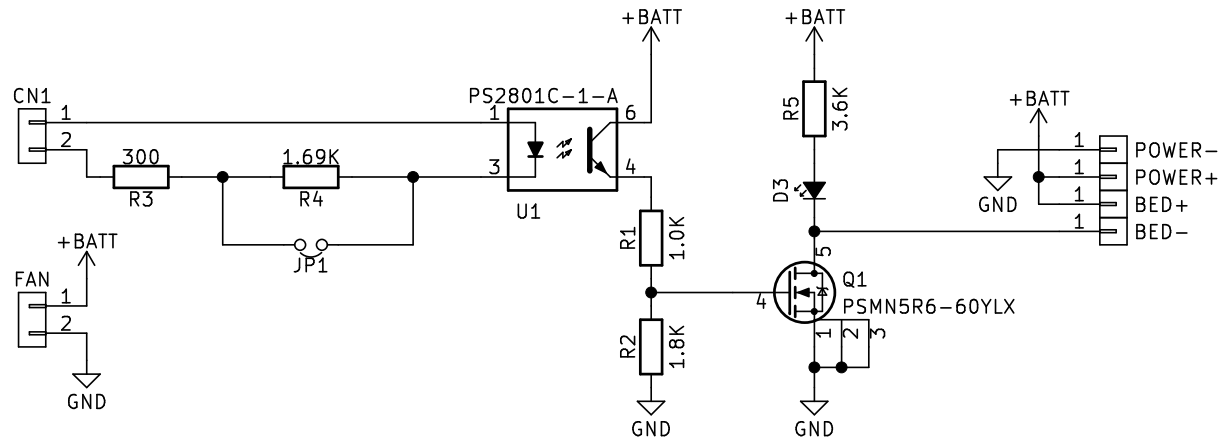 +BATT
+BATT
CN1
1
2
PS2801C-1-A
1
6
3
4
U1
300
R3
1.69K
R4
JP1
R5
3.6K
D3
+BATT
1
POWER-
1
POWER+
1
BED+
1
BED-
GND
+BATT
FAN
1
2
GND
R1
1.0K
R2
1.8K
GND
4
5
Q1
PSMN5R6-60YLX
1
2
3
GND